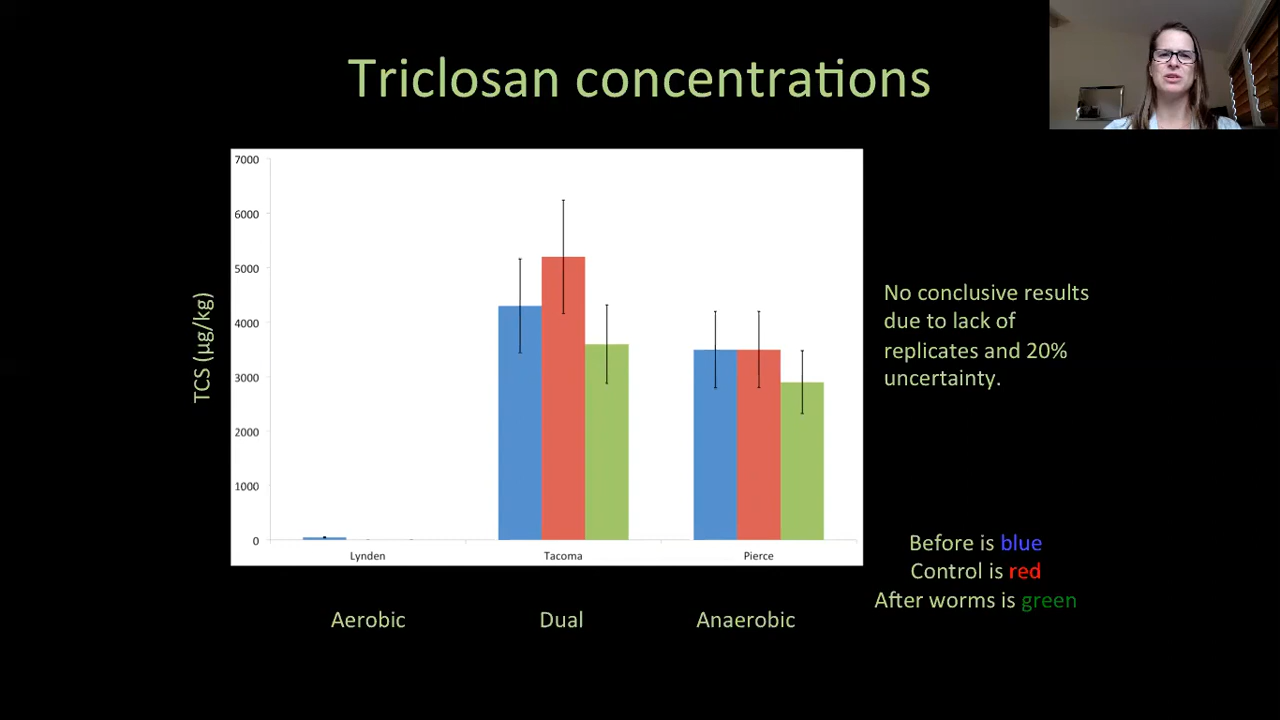 Triclosan concentrations
7000
6000
5000
4000
3000
2000
1000
0
TCS (µg/kg)
Lynden
Tacoma
Pierce
Aerobic
Dual
Anaerobic
No conclusive results
due to lack of
replicates and 20%
uncertainty.
Before is blue
Control is red
After worms is green